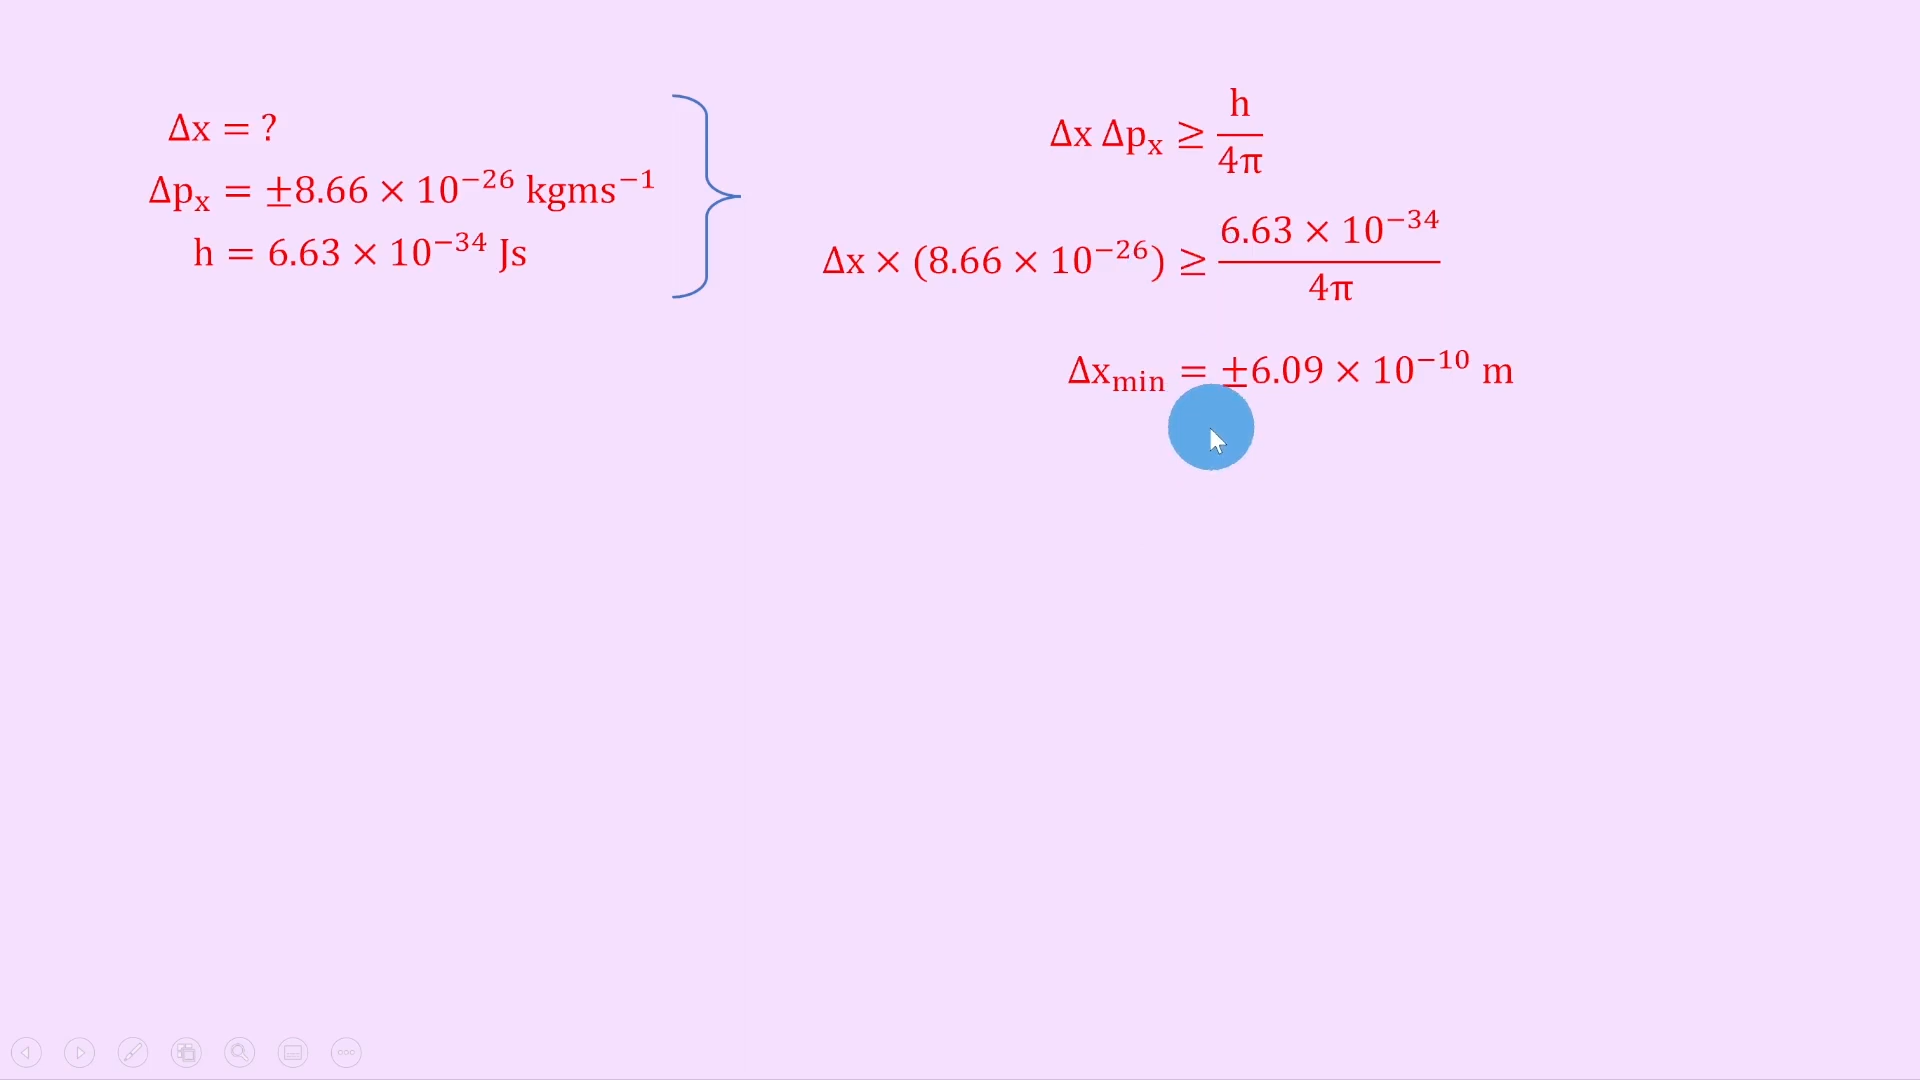 Δx = ?
Δpₓ = ±8.66 × 10⁻²⁶ kgms⁻¹
h = 6.63 × 10⁻³⁴ Js
Δx Δpₓ ≥ h/4π
Δx × (8.66 × 10⁻²⁶) ≥ 6.63 × 10⁻³⁴/4π
Δx_min = ±6.09 × 10⁻¹⁰ m